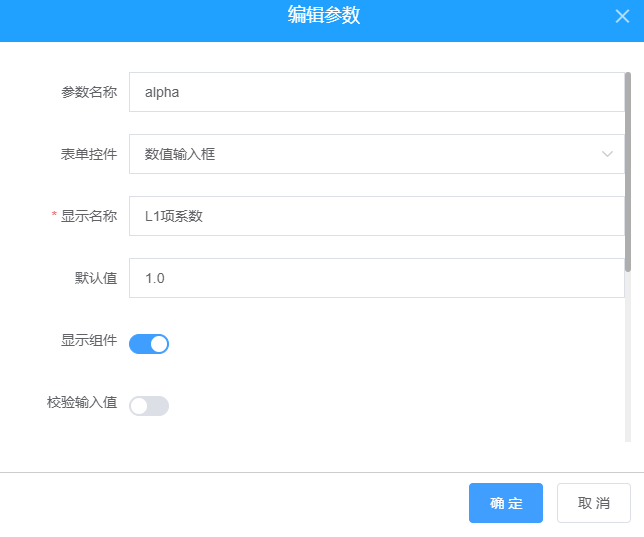 编辑参数
参数名称 alpha
表单控件 数值输入框
* 显示名称 L1项系数
默认值 1.0
显示组件
校验输入值
确 定 取 消